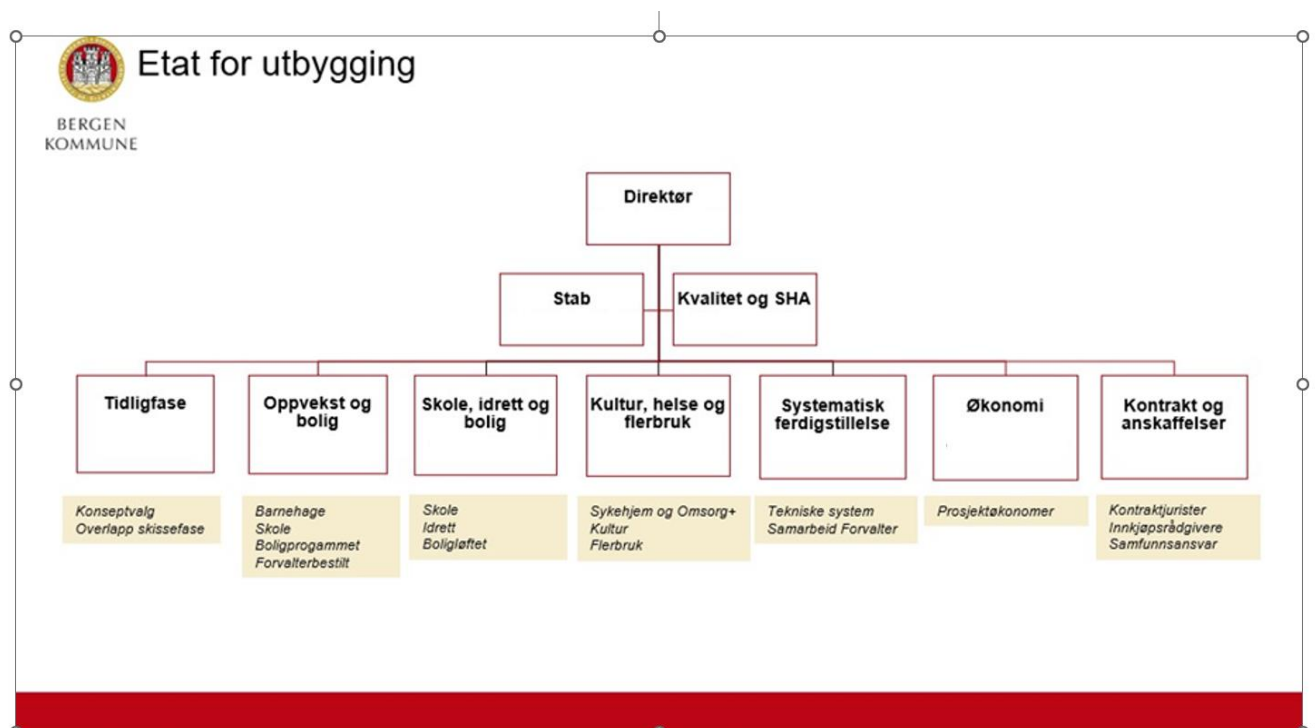 Etat for utbygging
BERGEN
KOMMUNE
Direktør
Stab
Kvalitet og SHA
Tidligfase
Oppvekst og
bolig
Skole, idrett og
bolig
Kultur, helse og
flerbruk
Systematisk
ferdigstillelse
Økonomi
Kontrakt og
anskaffelser
Konseptvalg
Overlapp skissefase
Barnehage
Skole
Boligprogammet
Forvalterbestilt
Skole
Idrett
Boligløftet
Sykehjem og Omsorg+
Kultur
Flerbruk
Tekniske system
Samarbeid Forvalter
Prosjektøkonomer
Kontraktjurister
Innkjøpsrådgivere
Samfunnsansvar